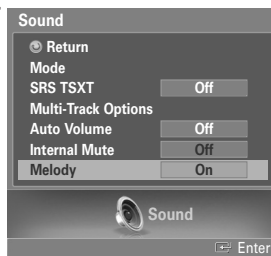 Sound
Return
Mode
SRS TSXT Off
Multi-Track Options
Auto Volume Off
Internal Mute Off
Melody On
Sound
Enter